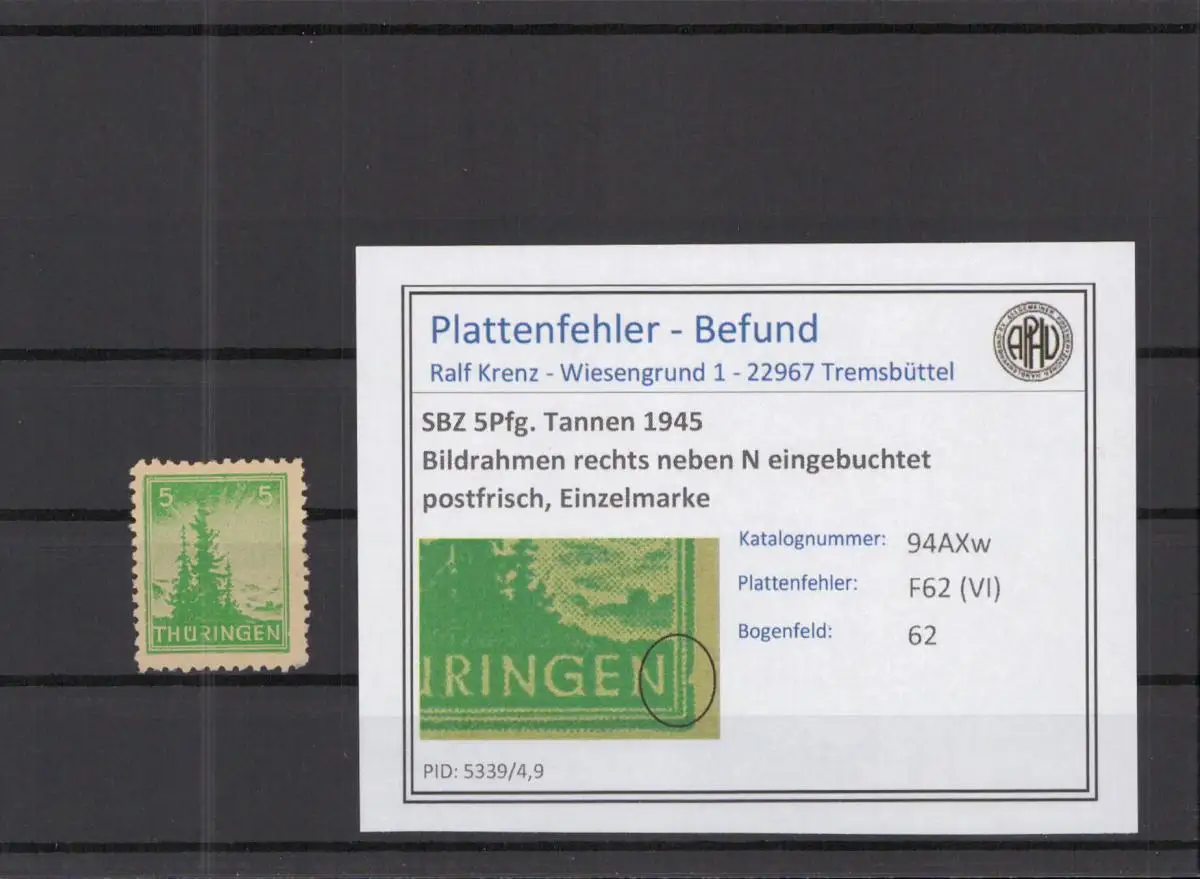 5 5
THÜRINGEN
Plattenfehler - Befund
Ralf Krenz - Wiesengrund 1 - 22967 Tremsbüttel
APHV
SBZ 5Pfg. Tannen 1945
Bildrahmen rechts neben N eingebuchtet
postfrisch, Einzelmarke
Katalognummer: 94AXw
Plattenfehler: F62 (VI)
Bogenfeld: 62
RINGEN
PID: 5339/4,9